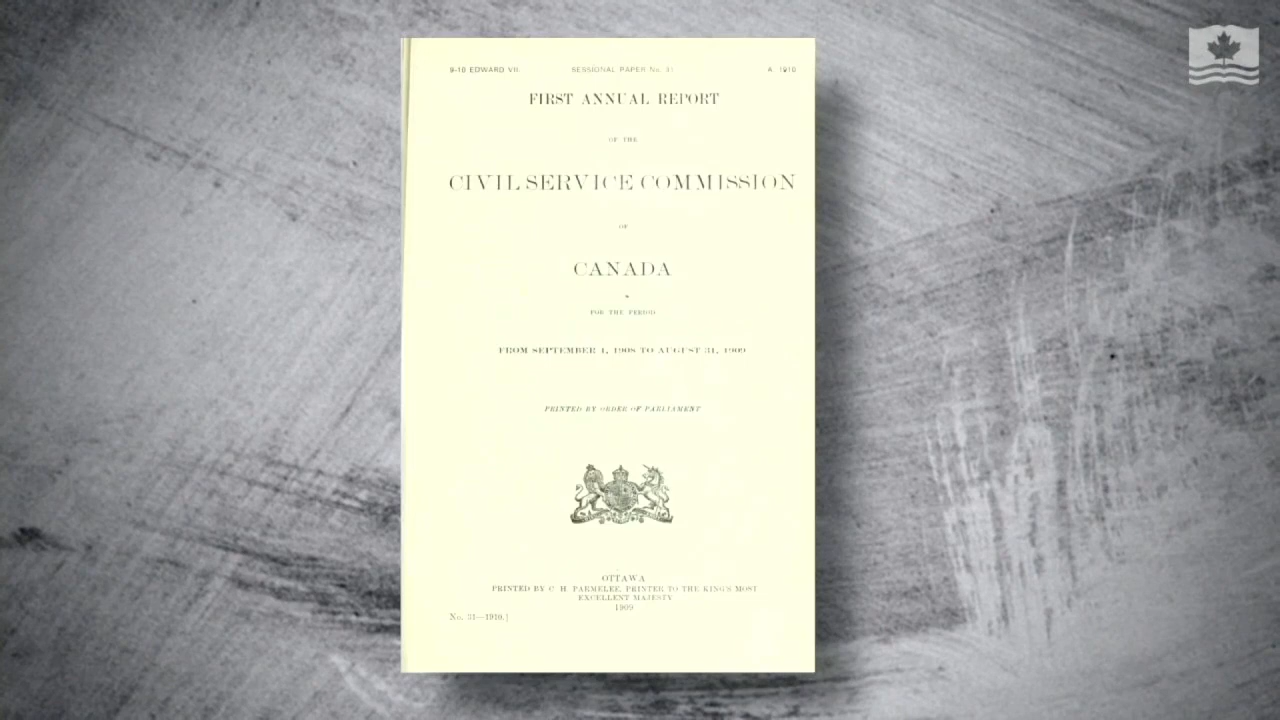 9-10 EDWARD VII. SESSIONAL PAPER No. 31 A. 1910
FIRST ANNUAL REPORT
OF THE
CIVIL SERVICE COMMISSION
OF
CANADA
FOR THE PERIOD
FROM SEPTEMBER 1, 1908 TO AUGUST 31, 1909
PRINTED BY ORDER OF PARLIAMENT
OTTAWA
PRINTED BY C. H. PARMELEE, PRINTER TO THE KING'S MOST
EXCELLENT MAJESTY
1909
No. 31—1910.]